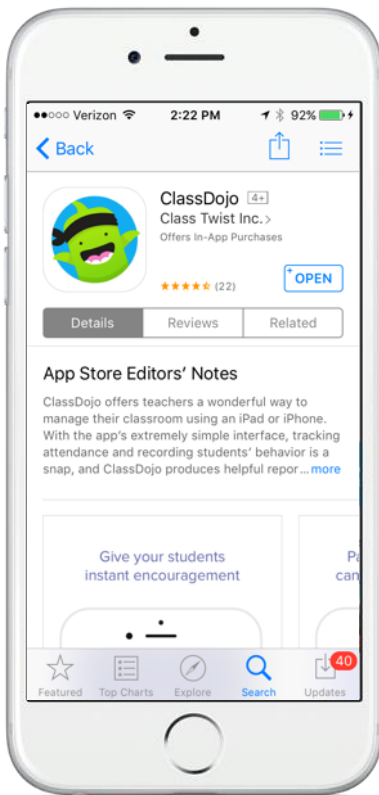 Verizon 2:22 PM 92%
Back
ClassDojo 4+
Class Twist Inc. >
Offers In-App Purchases
(22)
+ OPEN
Details Reviews Related
App Store Editors' Notes
ClassDojo offers teachers a wonderful way to
manage their classroom using an iPad or iPhone.
With the app's extremely simple interface, tracking
attendance and recording students' behavior is a
snap, and ClassDojo produces helpful repor... more
Give your students
instant encouragement
Pa
can
40
Featured Top Charts Explore Search Updates